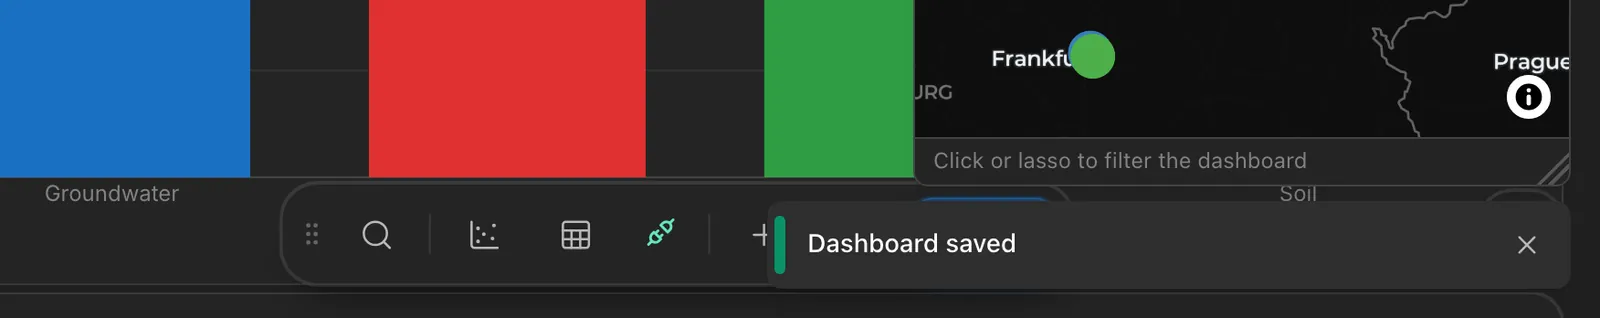 Frankfu
Prague
URG
Click or lasso to filter the dashboard
Groundwater
Soil
Dashboard saved